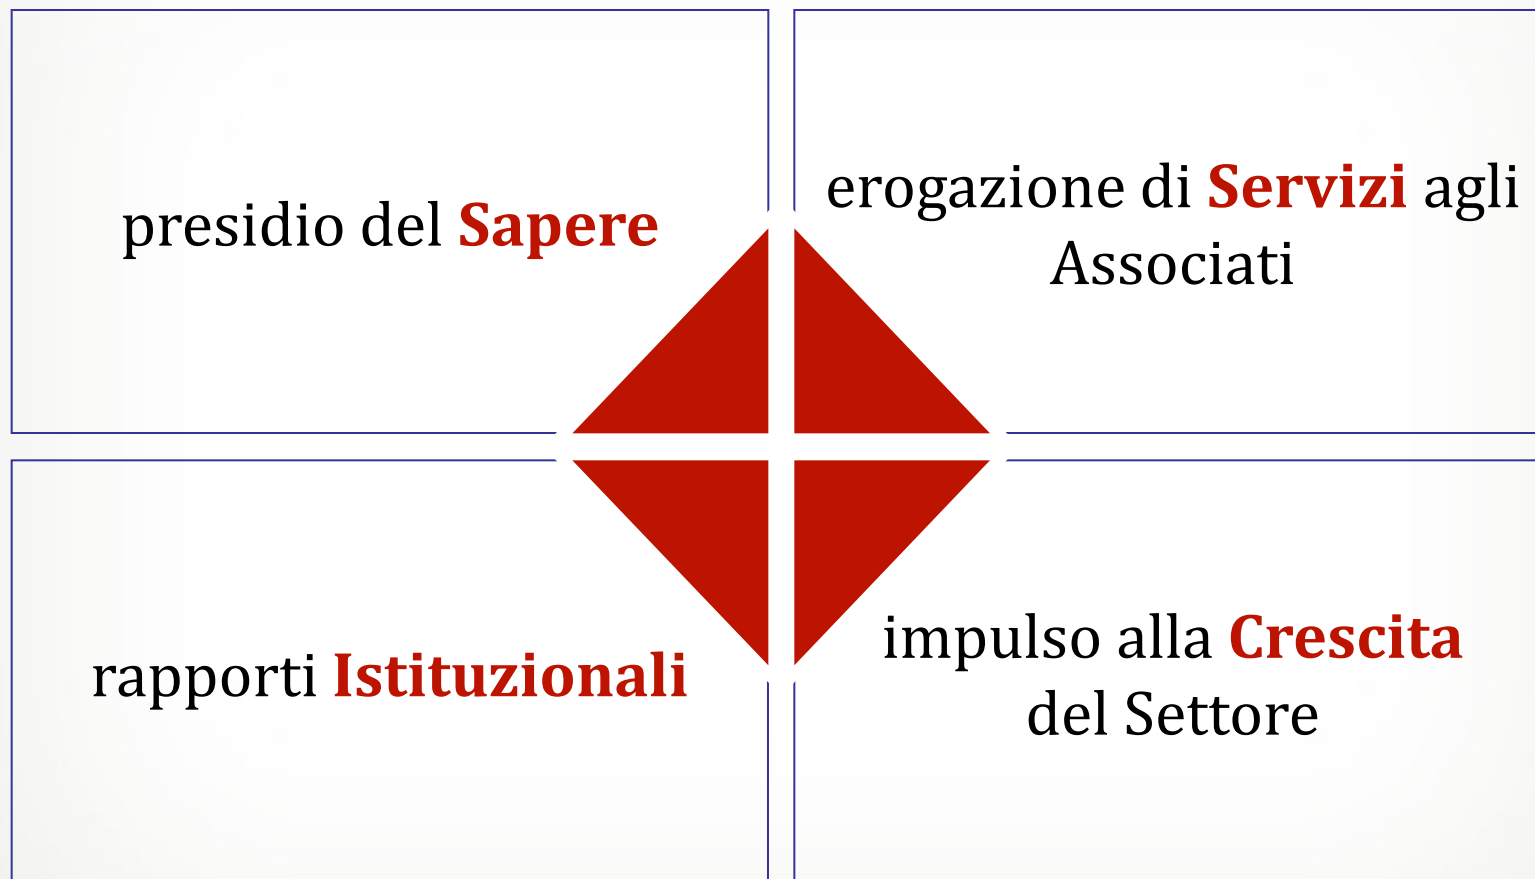 presidio del Sapere
erogazione di Servizi agli
Associati
rapporti Istituzionali
impulso alla Crescita
del Settore